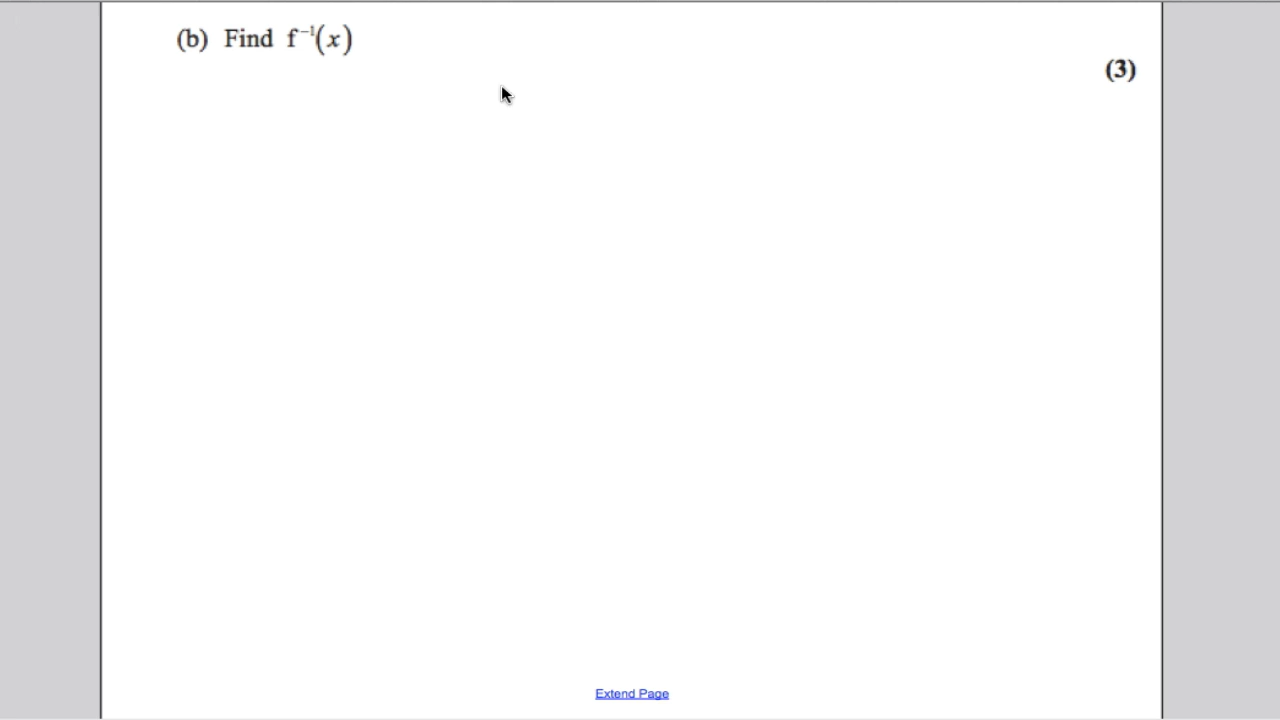 (b) Find f⁻¹(x)
(3)
Extend Page